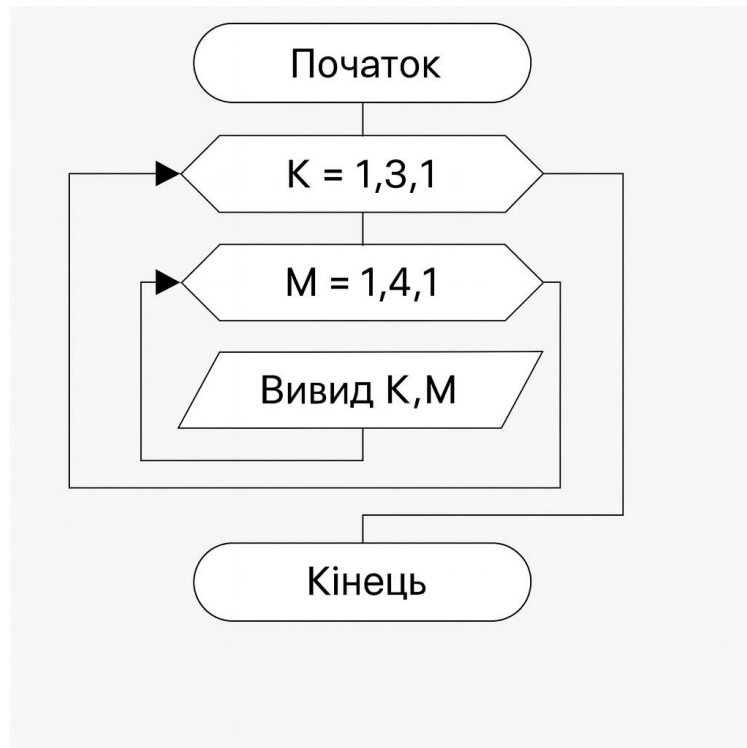 Початок
К = 1,3,1
М = 1,4,1
Вивид К,М
Кінець